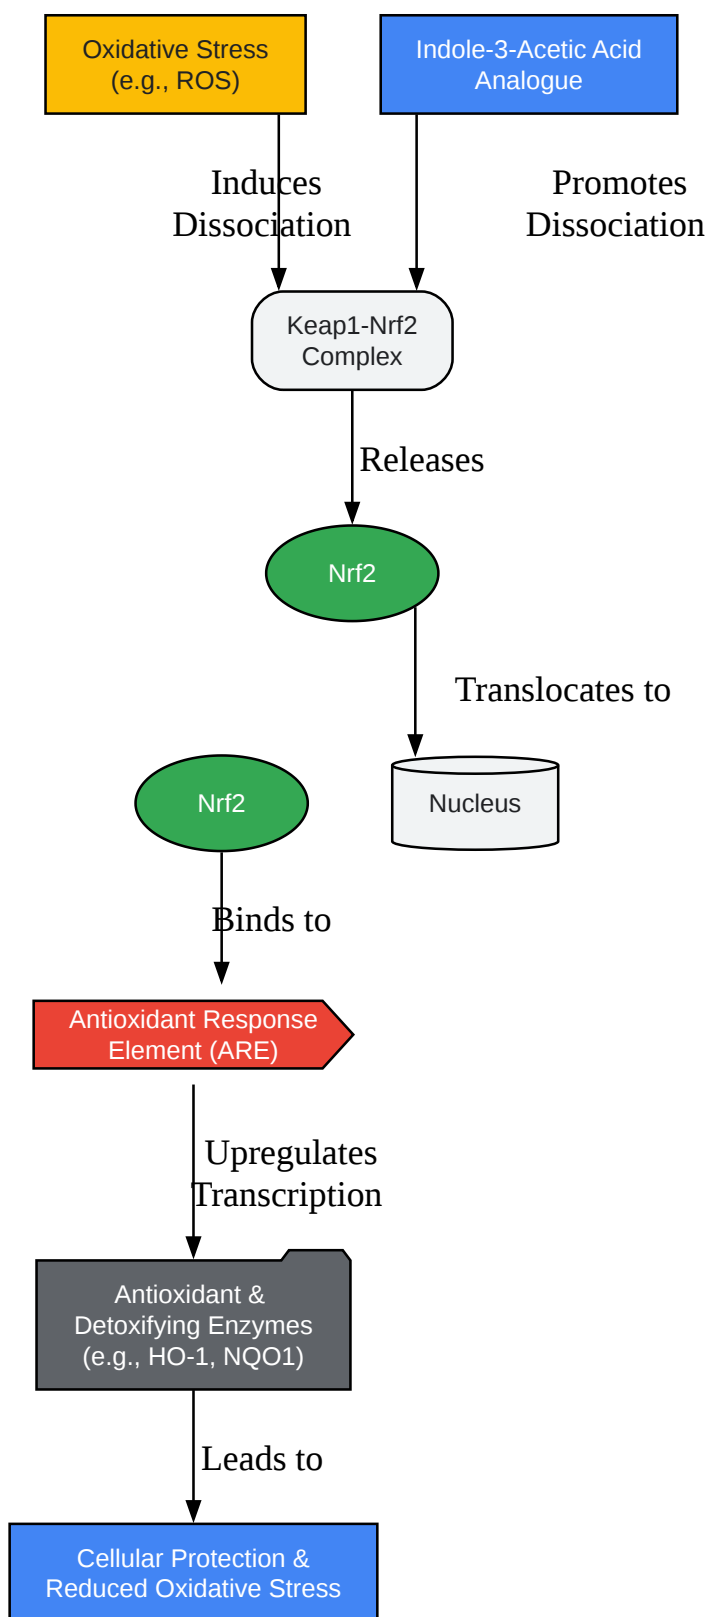 Oxidative Stress
(e.g., ROS)
Indole-3-Acetic Acid
Analogue
Induces
Dissociation
Promotes
Dissociation
Keap1-Nrf2
Complex
Releases
Nrf2
Translocates to
Nrf2
Nucleus
Binds to
Antioxidant Response
Element (ARE)
Upregulates
Transcription
Antioxidant &
Detoxifying Enzymes
(e.g., HO-1, NQO1)
Leads to
Cellular Protection &
Reduced Oxidative Stress